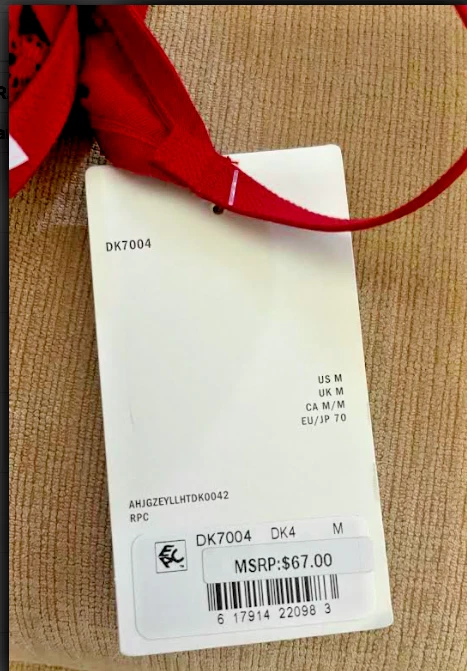 DK7004
US M
UK M
CA M/M
EU/JP 70
AHJGZEYLLHTDK0042
RPC
DK7004 DK4 M
MSRP:$67.00
6 17914 22098 3